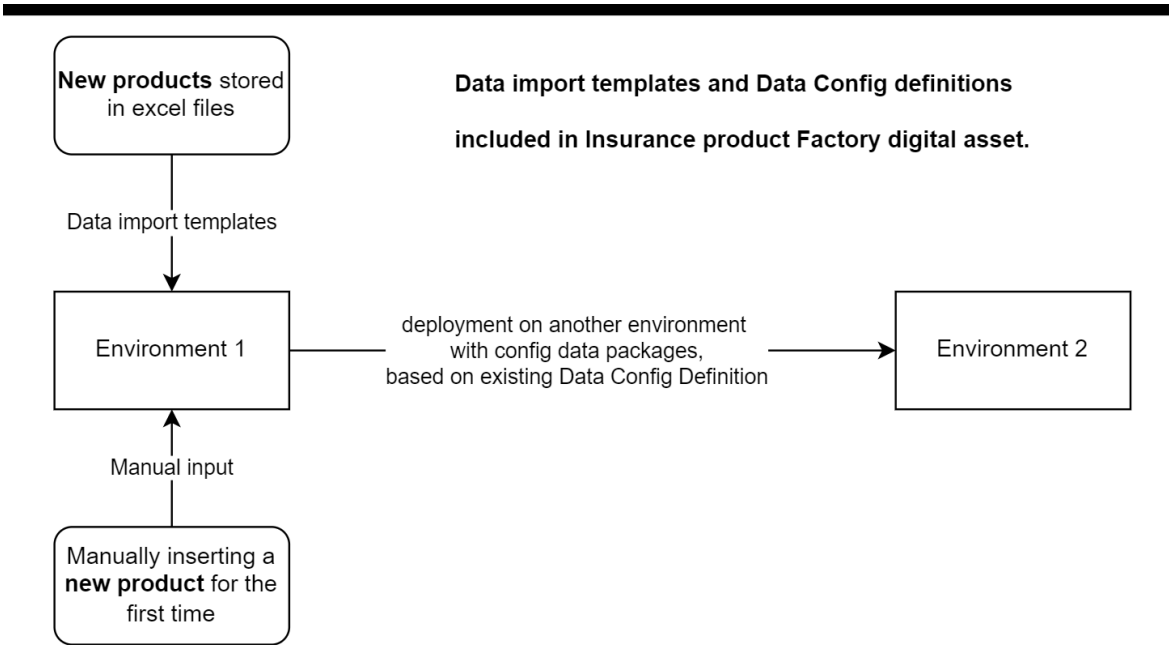 New products stored
in excel files
Data import templates and Data Config definitions
included in Insurance product Factory digital asset.
Data import templates
Environment 1
deployment on another environment
with config data packages,
based on existing Data Config Definition
Environment 2
Manual input
Manually inserting a
new product for the
first time